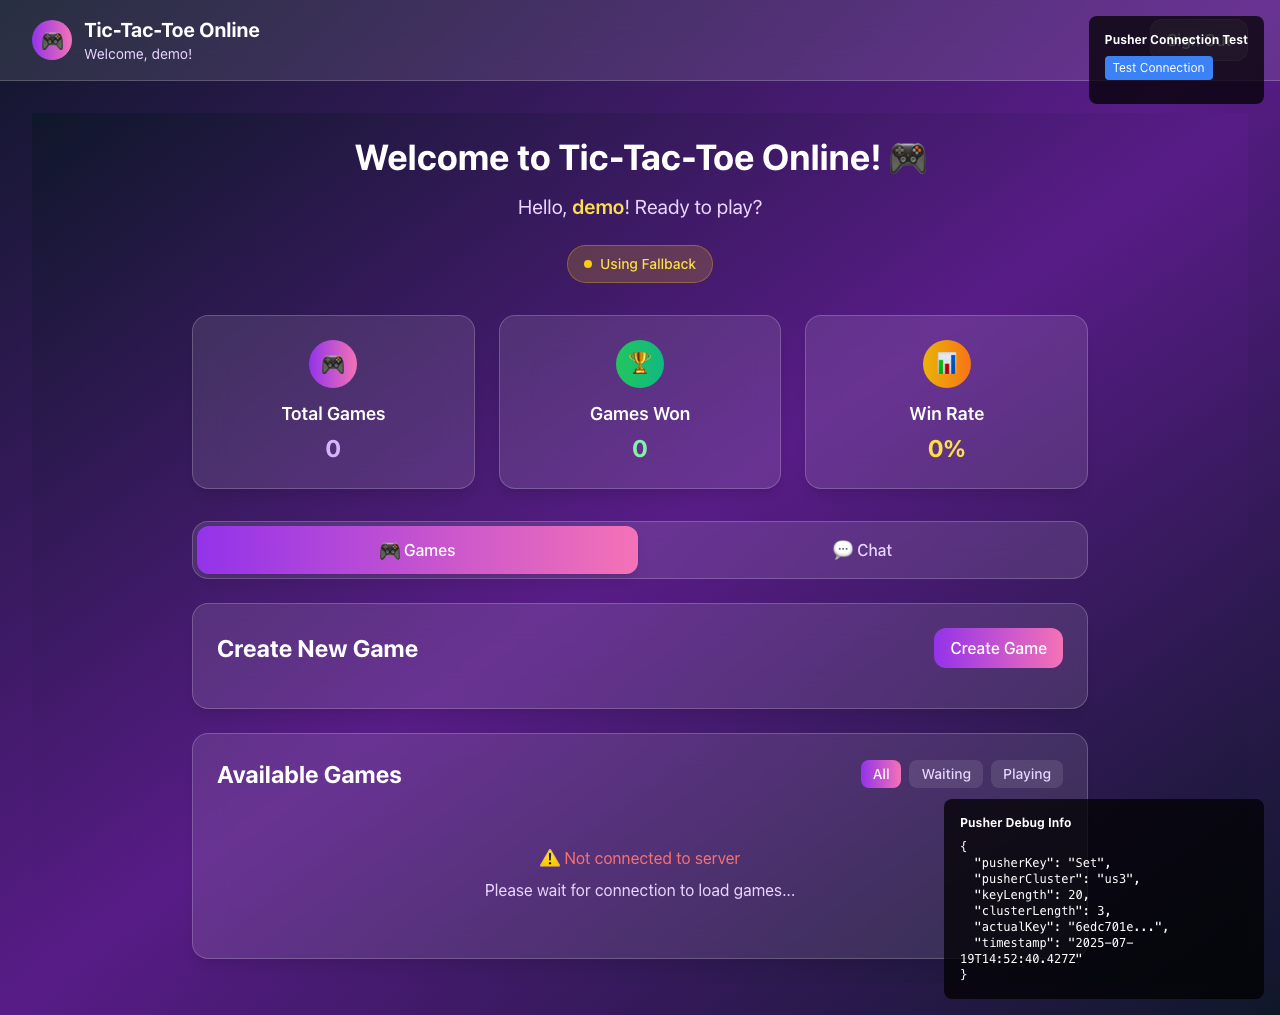 Tic-Tac-Toe Online
Welcome, demo!
Pusher Connection Test
Test Connection
Welcome to Tic-Tac-Toe Online!
Hello, demo! Ready to play?
Using Fallback
Total Games
0
Games Won
0
Win Rate
0%
Games
Chat
Create New Game
Create Game
Available Games
All
Waiting
Playing
Not connected to server
Please wait for connection to load games...
Pusher Debug Info
{
"pusherKey": "Set",
"pusherCluster": "us3",
"keyLength": 20,
"clusterLength": 3,
"actualKey": "6edc701e...",
"timestamp": "2025-07-
19T14:52:40.427Z"
}